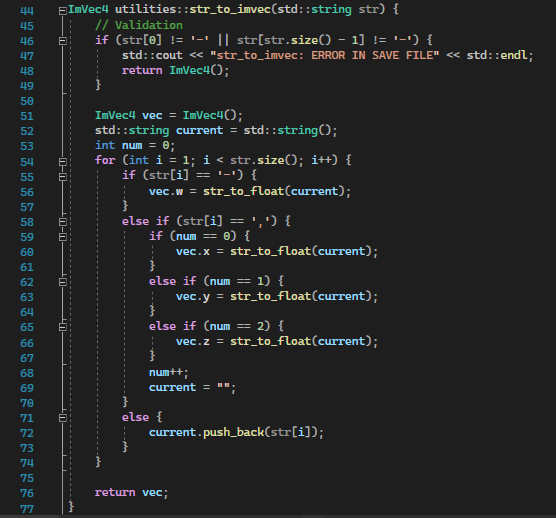 44 ImVec4 utilities::str_to_imvec(std::string str) {
45 // Validation
46 if (str[0] != '-' || str[str.size() - 1] != '-') {
47 std::cout << "str_to_imvec: ERROR IN SAVE FILE" << std::endl;
48 return ImVec4();
49 }
50
51 ImVec4 vec = ImVec4();
52 std::string current = std::string();
53 int num = 0;
54 for (int i = 1; i < str.size(); i++) {
55 if (str[i] == '-') {
56 vec.w = str_to_float(current);
57 }
58 else if (str[i] == ',') {
59 if (num == 0) {
60 vec.x = str_to_float(current);
61 }
62 else if (num == 1) {
63 vec.y = str_to_float(current);
64 }
65 else if (num == 2) {
66 vec.z = str_to_float(current);
67 }
68 num++;
69 current = "";
70 }
71 else {
72 current.push_back(str[i]);
73 }
74 }
75
76 return vec;
77 }